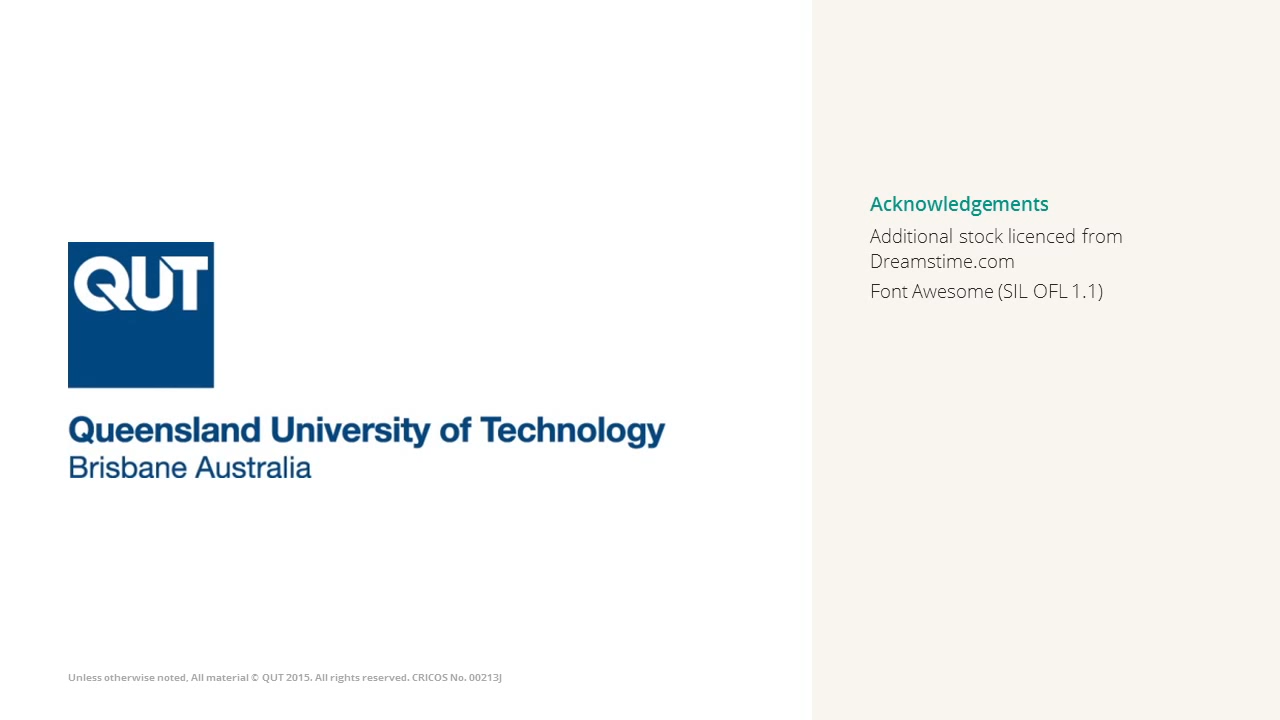 QUT
Queensland University of Technology
Brisbane Australia
Unless otherwise noted, All material © QUT 2015. All rights reserved. CRICOS No. 00213J
Acknowledgements
Additional stock licenced from
Dreamstime.com
Font Awesome (SIL OFL 1.1)